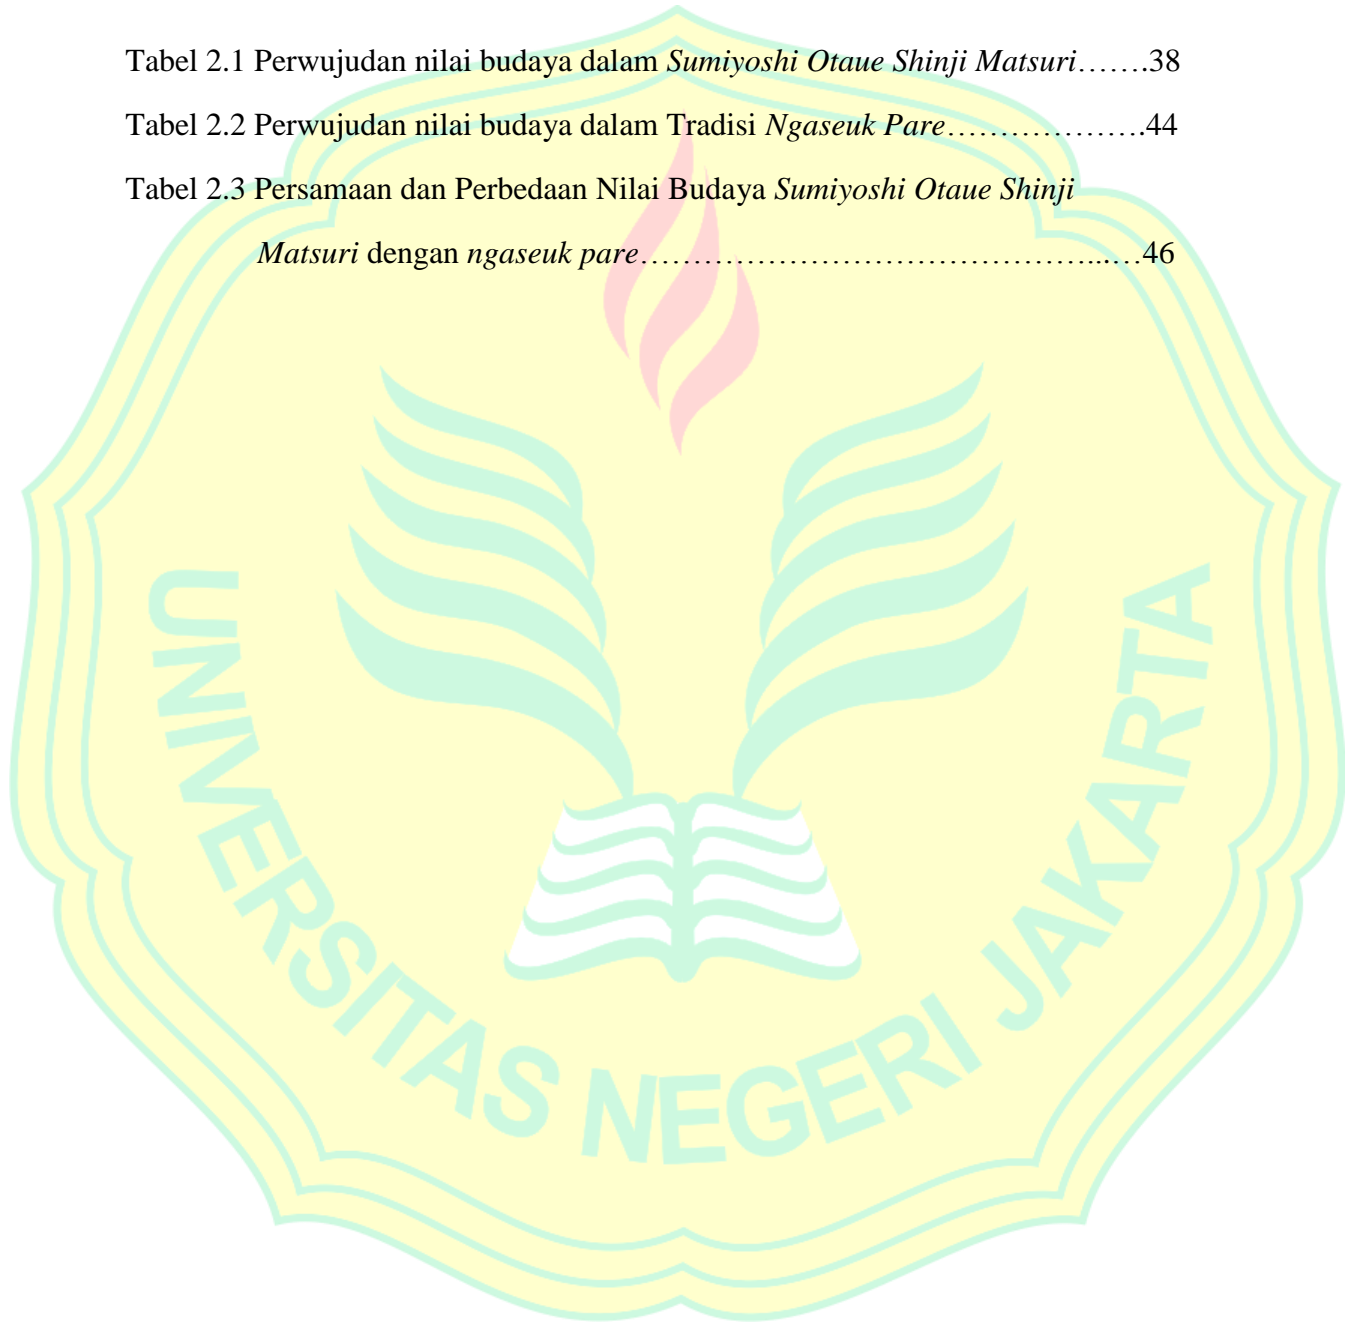 Tabel 2.1 Perwujudan nilai budaya dalam Sumiyoshi Otaue Shinji Matsuri…….38
Tabel 2.2 Perwujudan nilai budaya dalam Tradisi Ngaseuk Pare……………….44
Tabel 2.3 Persamaan dan Perbedaan Nilai Budaya Sumiyoshi Otaue Shinji
Matsuri dengan ngaseuk pare……………………………………...…46
UNIVERSITAS NEGERI JAKARTA